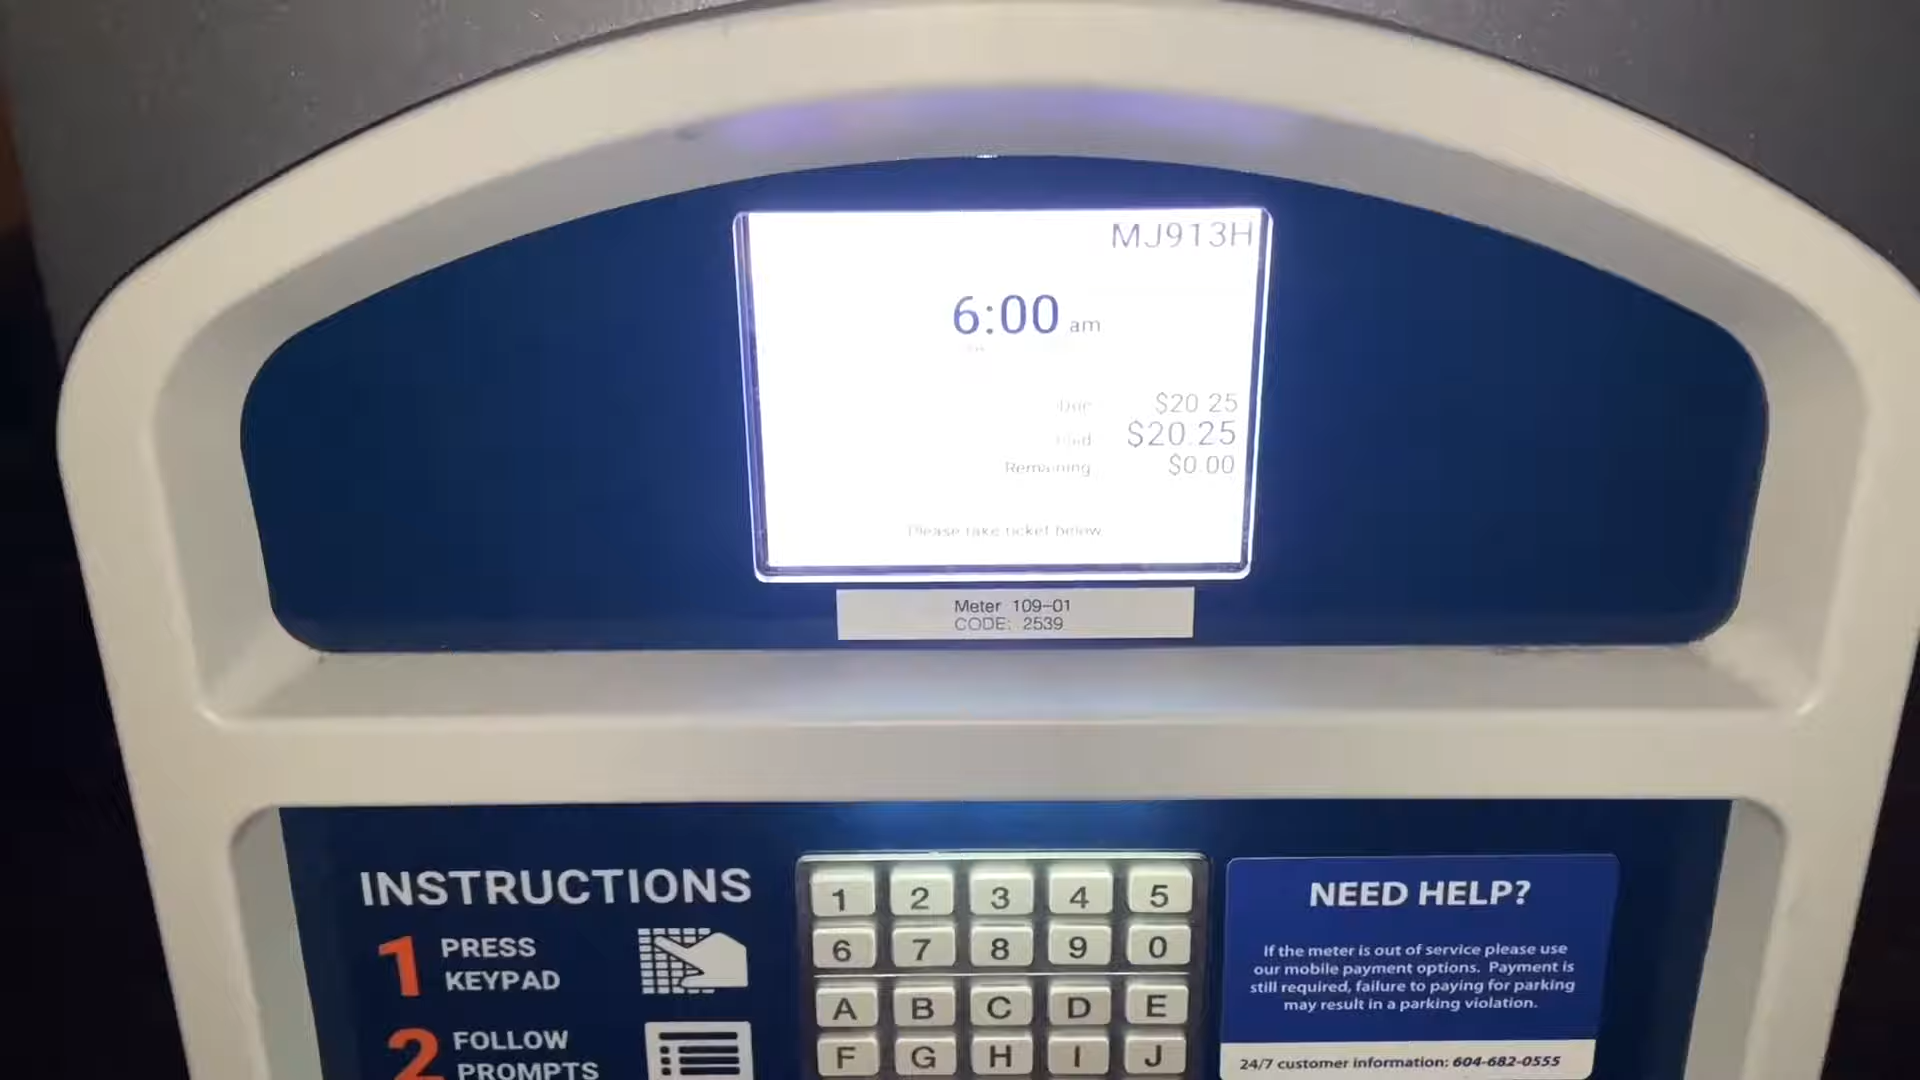 MJ913H
6:00 am
Due $20.25
Paid $20.25
Remaining $0.00
Please take ticket below
Meter 109-01
CODE: 2539
INSTRUCTIONS
1 PRESS
KEYPAD
2 FOLLOW
PROMPTS
1 2 3 4 5
6 7 8 9 0
A B C D E
F G H I J
NEED HELP?
If the meter is out of service please use
our mobile payment options. Payment is
still required, failure to paying for parking
may result in a parking violation.
24/7 customer information: 604-682-0555